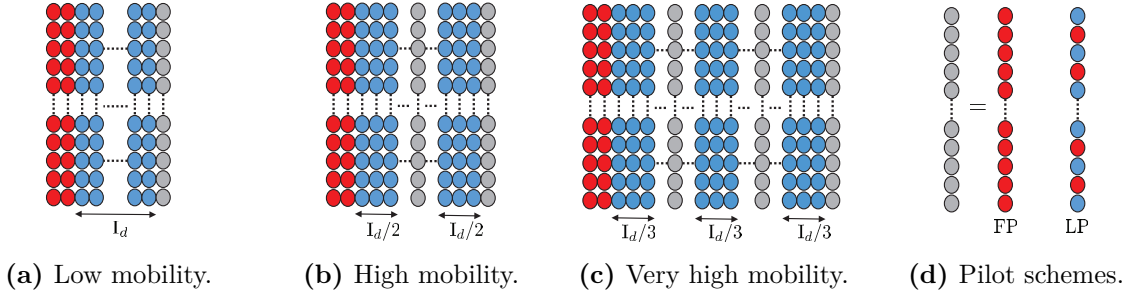 I_d
I_d/2 I_d/2
I_d/3 I_d/3 I_d/3
=
FP LP
(a) Low mobility.
(b) High mobility.
(c) Very high mobility.
(d) Pilot schemes.